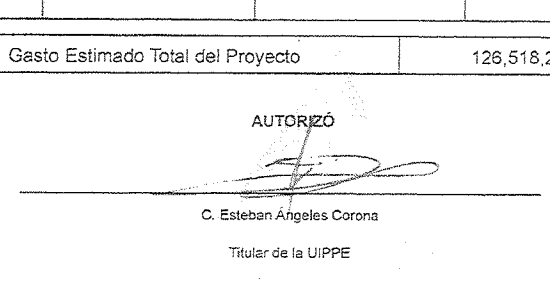 Gasto Estimado Total del Proyecto 126,518,2
AUTORIZÓ
C. Esteban Ángeles Corona
Titular de la UIPPE